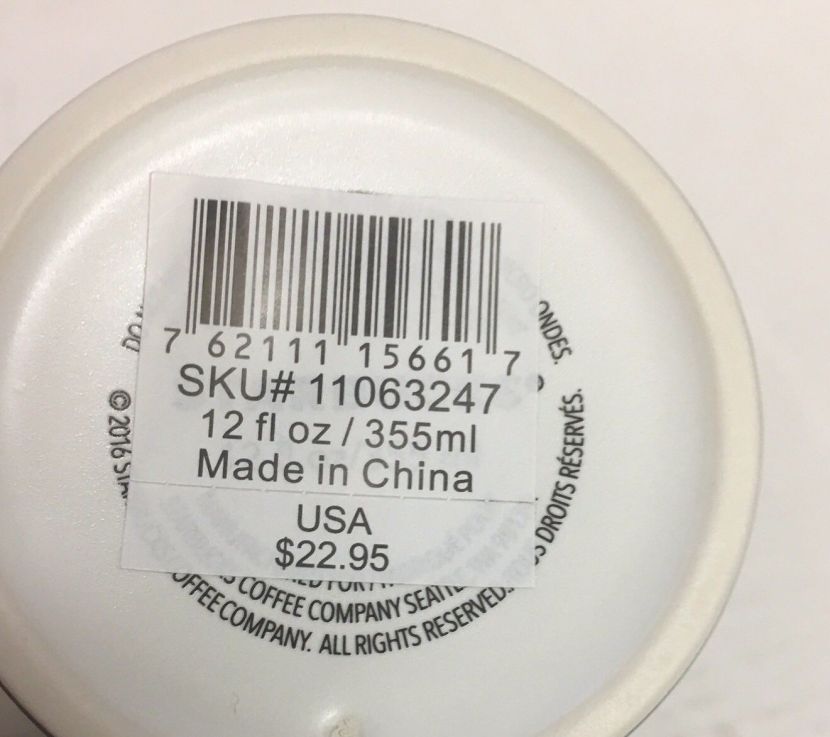 7 62111 15661 7
SKU# 11063247
12 fl oz / 355ml
Made in China
USA
$22.95
© 2016
COFFEE COMPANY
COMPANY. ALL RIGHTS RESERVED.
DROITS RÉSERVÉS.